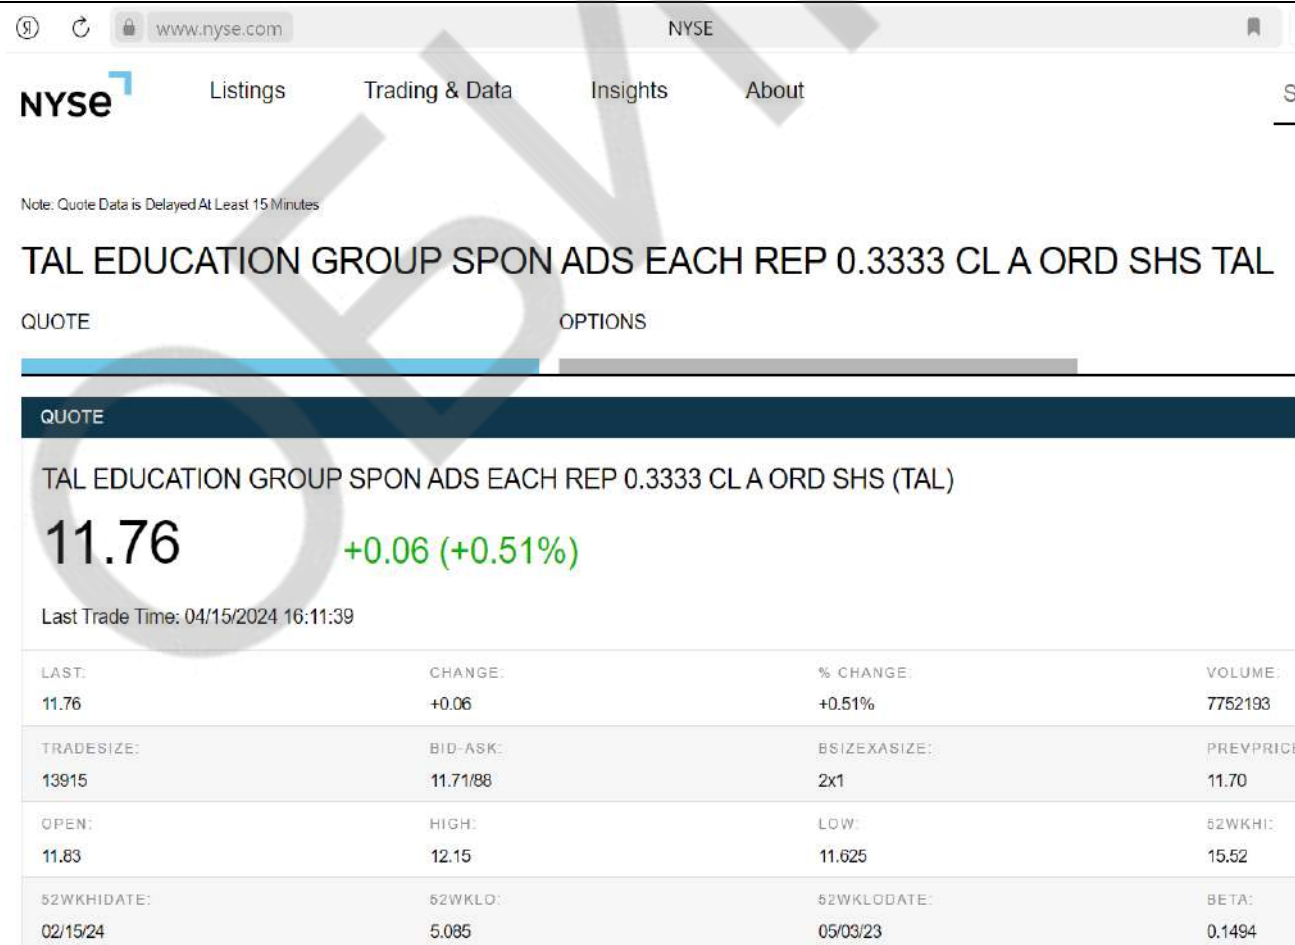 Я www.nyse.com NYSE
NYSE Listings Trading & Data Insights About S
Note: Quote Data is Delayed At Least 15 Minutes
TAL EDUCATION GROUP SPON ADS EACH REP 0.3333 CL A ORD SHS TAL
QUOTE OPTIONS
QUOTE
TAL EDUCATION GROUP SPON ADS EACH REP 0.3333 CL A ORD SHS (TAL)
11.76 +0.06 (+0.51%)
Last Trade Time: 04/15/2024 16:11:39
LAST: CHANGE: % CHANGE: VOLUME:
11.76 +0.06 +0.51% 7752193
TRADESIZE: BID-ASK: BSIZEXASIZE: PREVPRICE
13915 11.71/88 2x1 11.70
OPEN: HIGH: LOW: 52WKHI:
11.83 12.15 11.625 15.52
52WKHIDATE: 52WKLO: 52WKLODATE: BETA:
02/15/24 5.085 05/03/23 0.1494